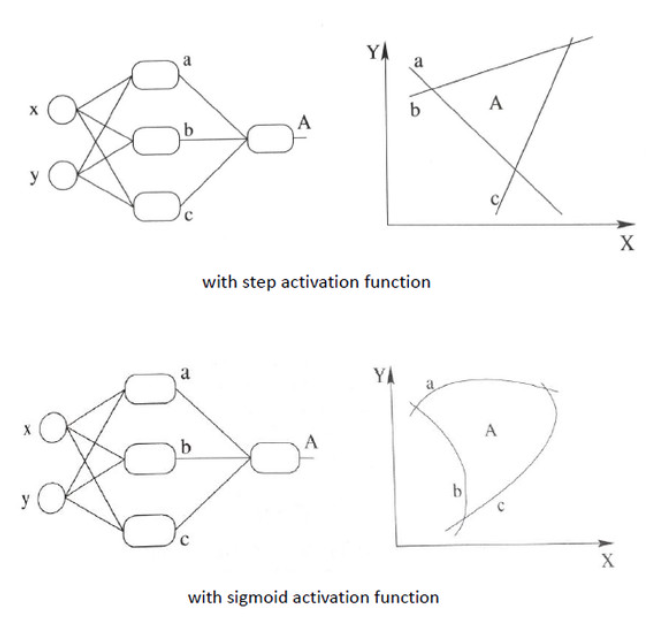 a
x
b
A
y
c
Y
a
b
A
c
X
with step activation function
a
x
b
A
y
c
Y
a
A
b
c
X
with sigmoid activation function